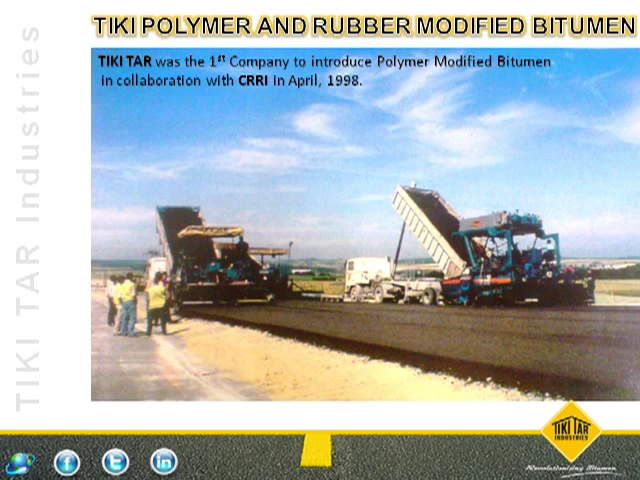 TIKI POLYMER AND RUBBER MODIFIED BITUMEN
TIKI TAR was the 1st Company to introduce Polymer Modified Bitumen
in collaboration with CRRI in April, 1998.
TIKI TAR Industries
TIKI TAR
INDUSTRIES
Revolutionizing Bitumen
f
t
in